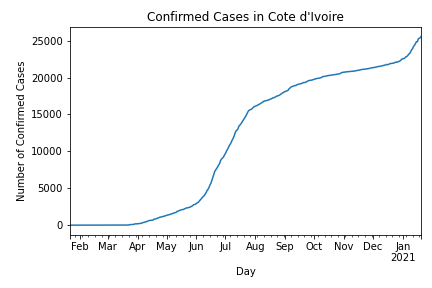 Confirmed Cases in Cote d'Ivoire
Number of Confirmed Cases
25000
20000
15000
10000
5000
0
Feb Mar Apr May Jun Jul Aug Sep Oct Nov Dec Jan
2021
Day